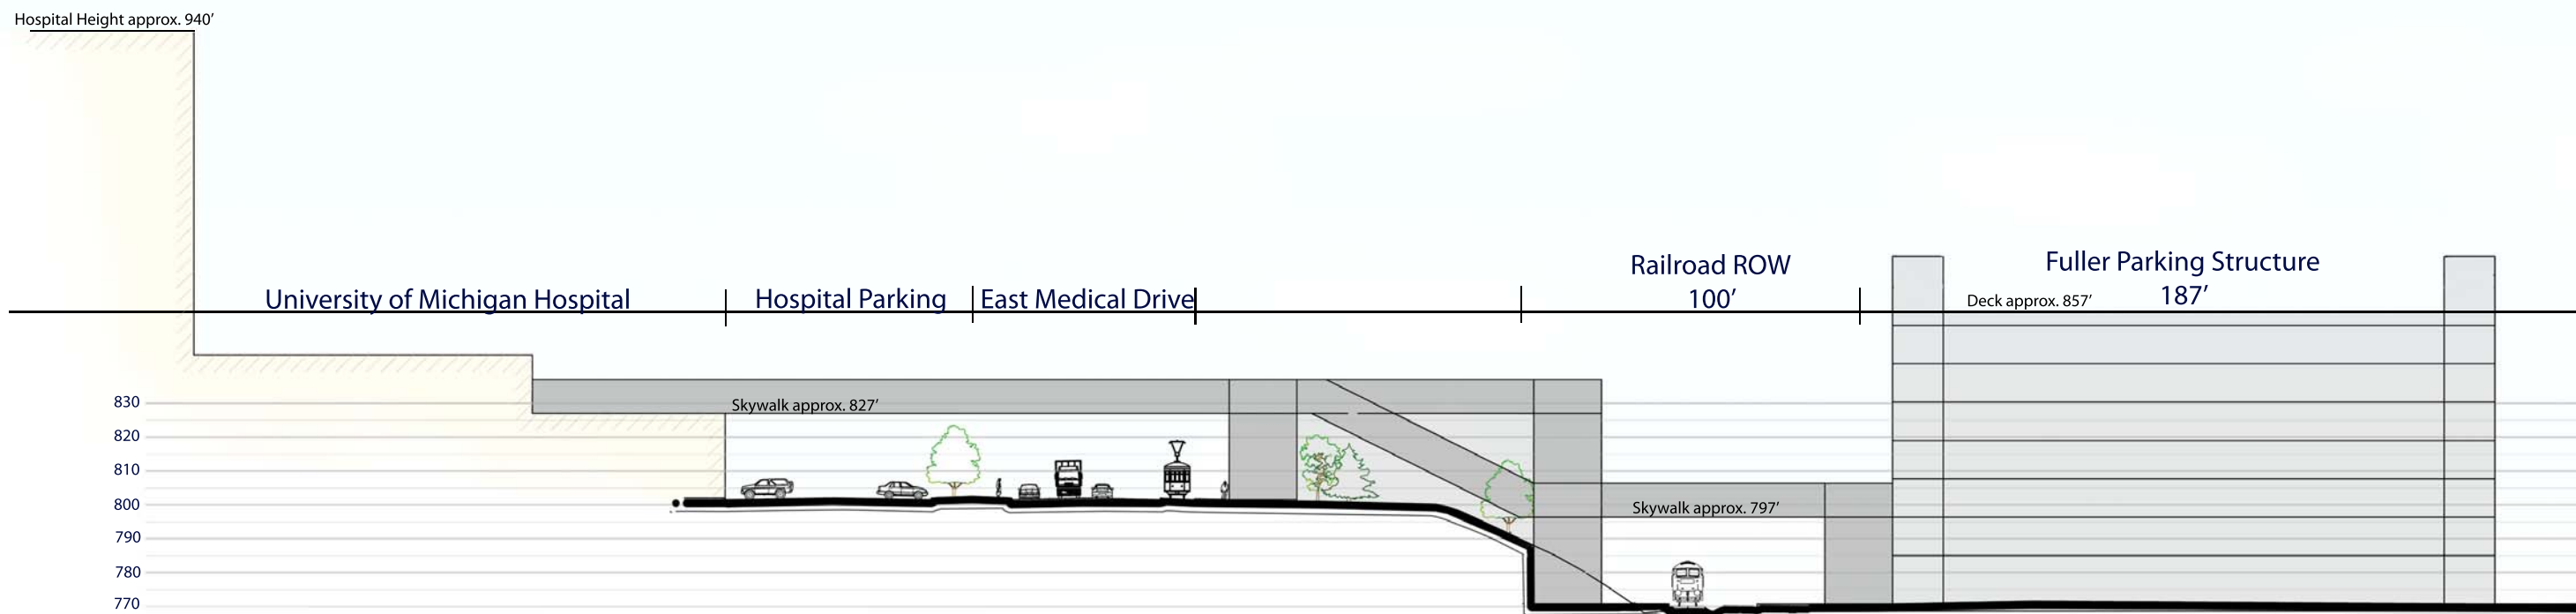 Hospital Height approx. 940’
University of Michigan Hospital
Hospital Parking
East Medical Drive
Railroad ROW
100’
Fuller Parking Structure
187’
Deck approx. 857’
830
Skywalk approx. 827’
820
810
800
Skywalk approx. 797’
790
780
770